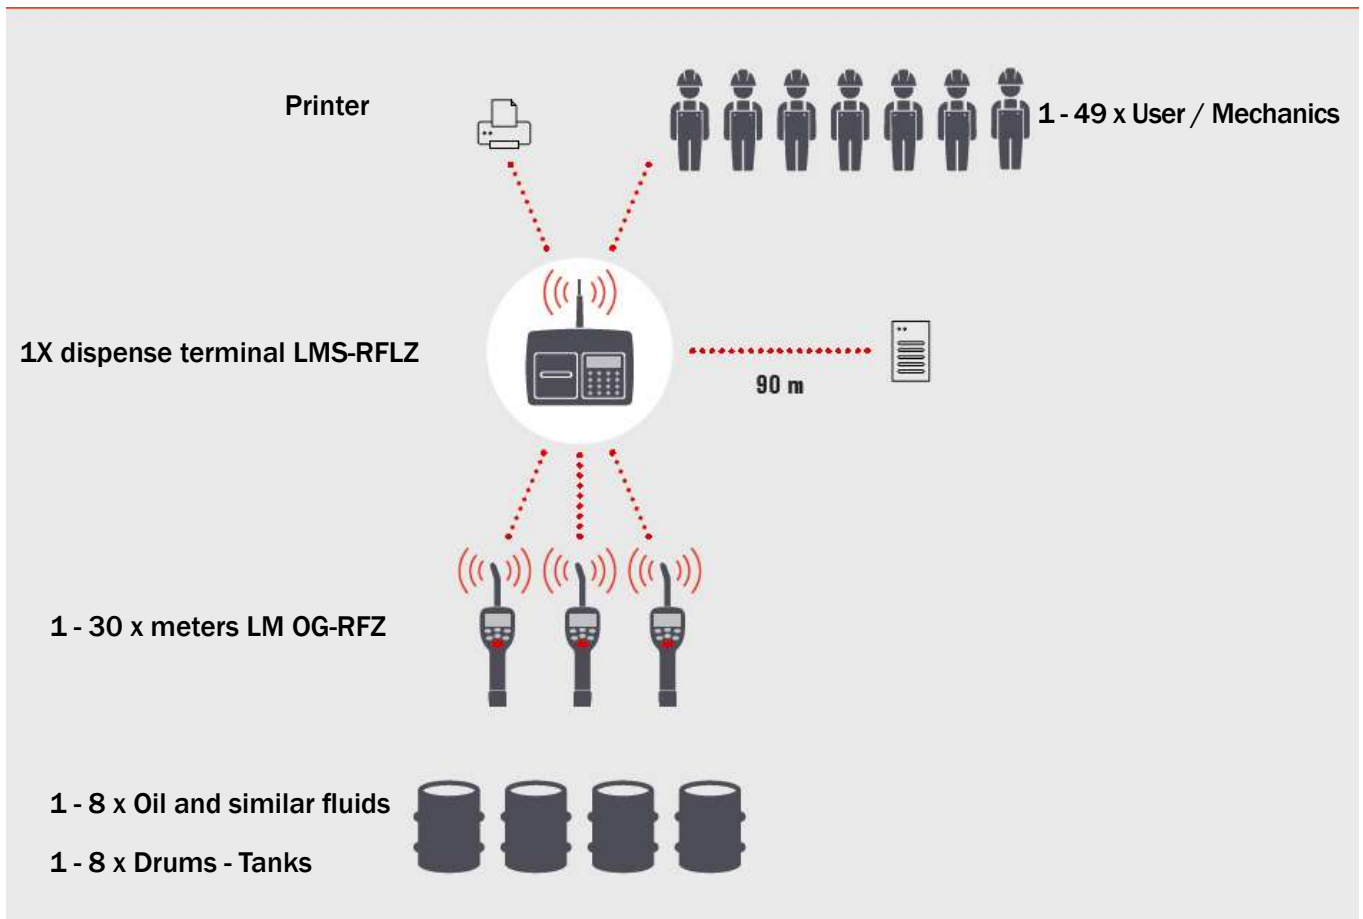 Printer
1 - 49 x User / Mechanics
1X dispense terminal LMS-RFLZ
90 m
1 - 30 x meters LM OG-RFZ
1 - 8 x Oil and similar fluids
1 - 8 x Drums - Tanks